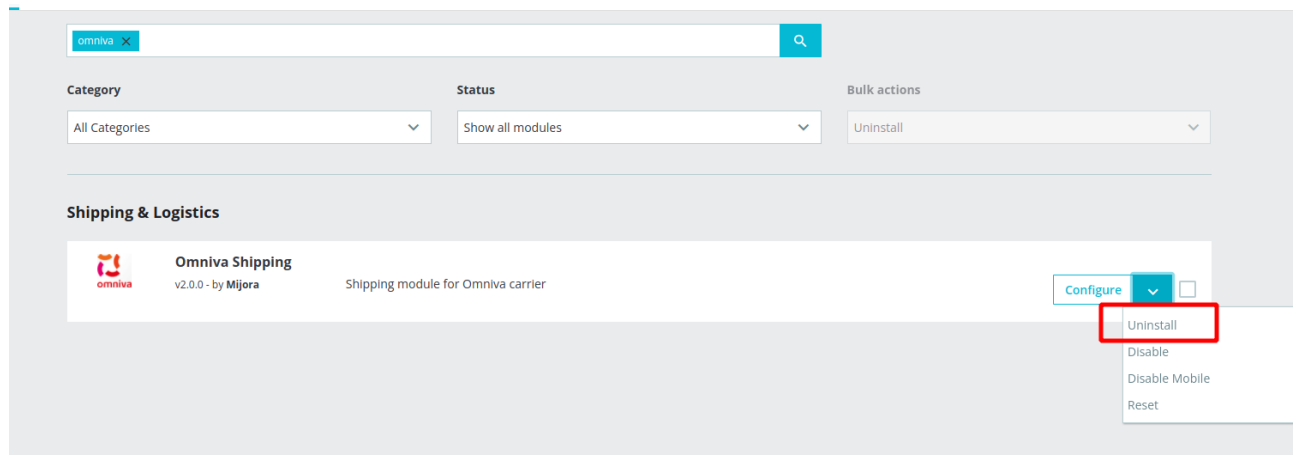 omniva
Category
Status
Bulk actions
All Categories
Show all modules
Uninstall
Shipping & Logistics
omniva
Omniva Shipping
v2.0.0 - by Mijora
Shipping module for Omniva carrier
Configure
Uninstall
Disable
Disable Mobile
Reset